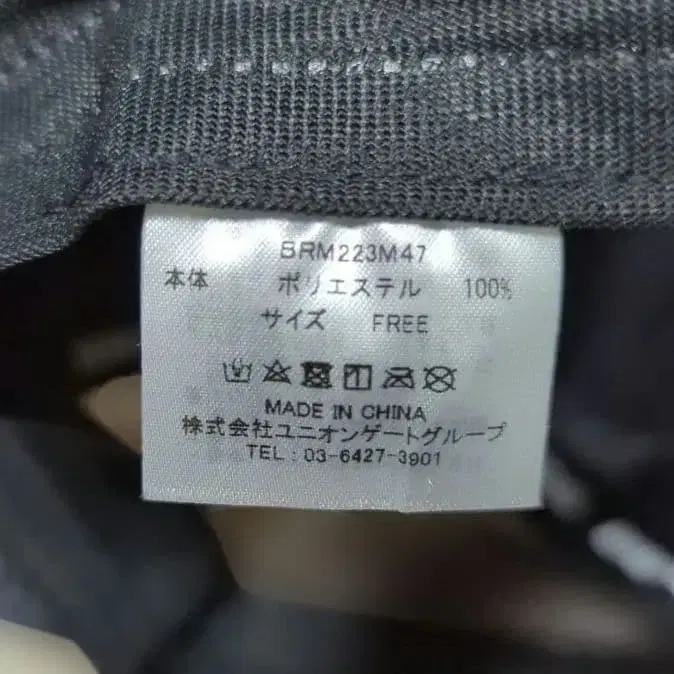 BRM223M47
本体 ポリエステル 100%
サイズ FREE
MADE IN CHINA
株式会社ユニオンゲートグループ
TEL：03-6427-3901